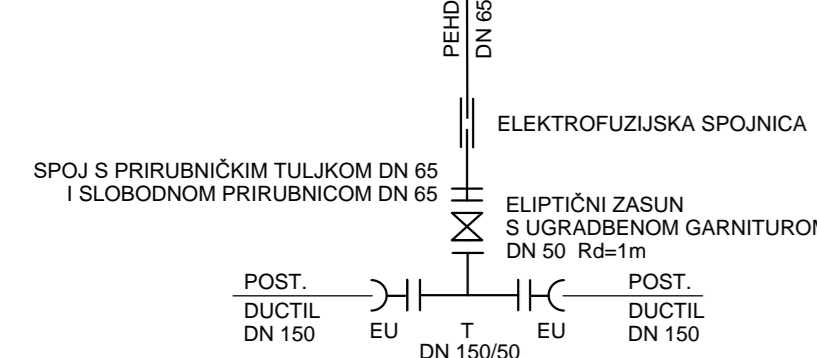 PEHD
DN 65
ELEKTROFUZIJSKA SPOJNICA
SPOJ S PRIRUBNIČKIM TULJKOM DN 65
I SLOBODNOM PRIRUBNICOM DN 65
ELIPTIČNI ZASUN
S UGRADBENOM GARNITUROM
DN 50 Rd=1m
POST.
DUCTIL
DN 150
EU
T
DN 150/50
EU
POST.
DUCTIL
DN 150